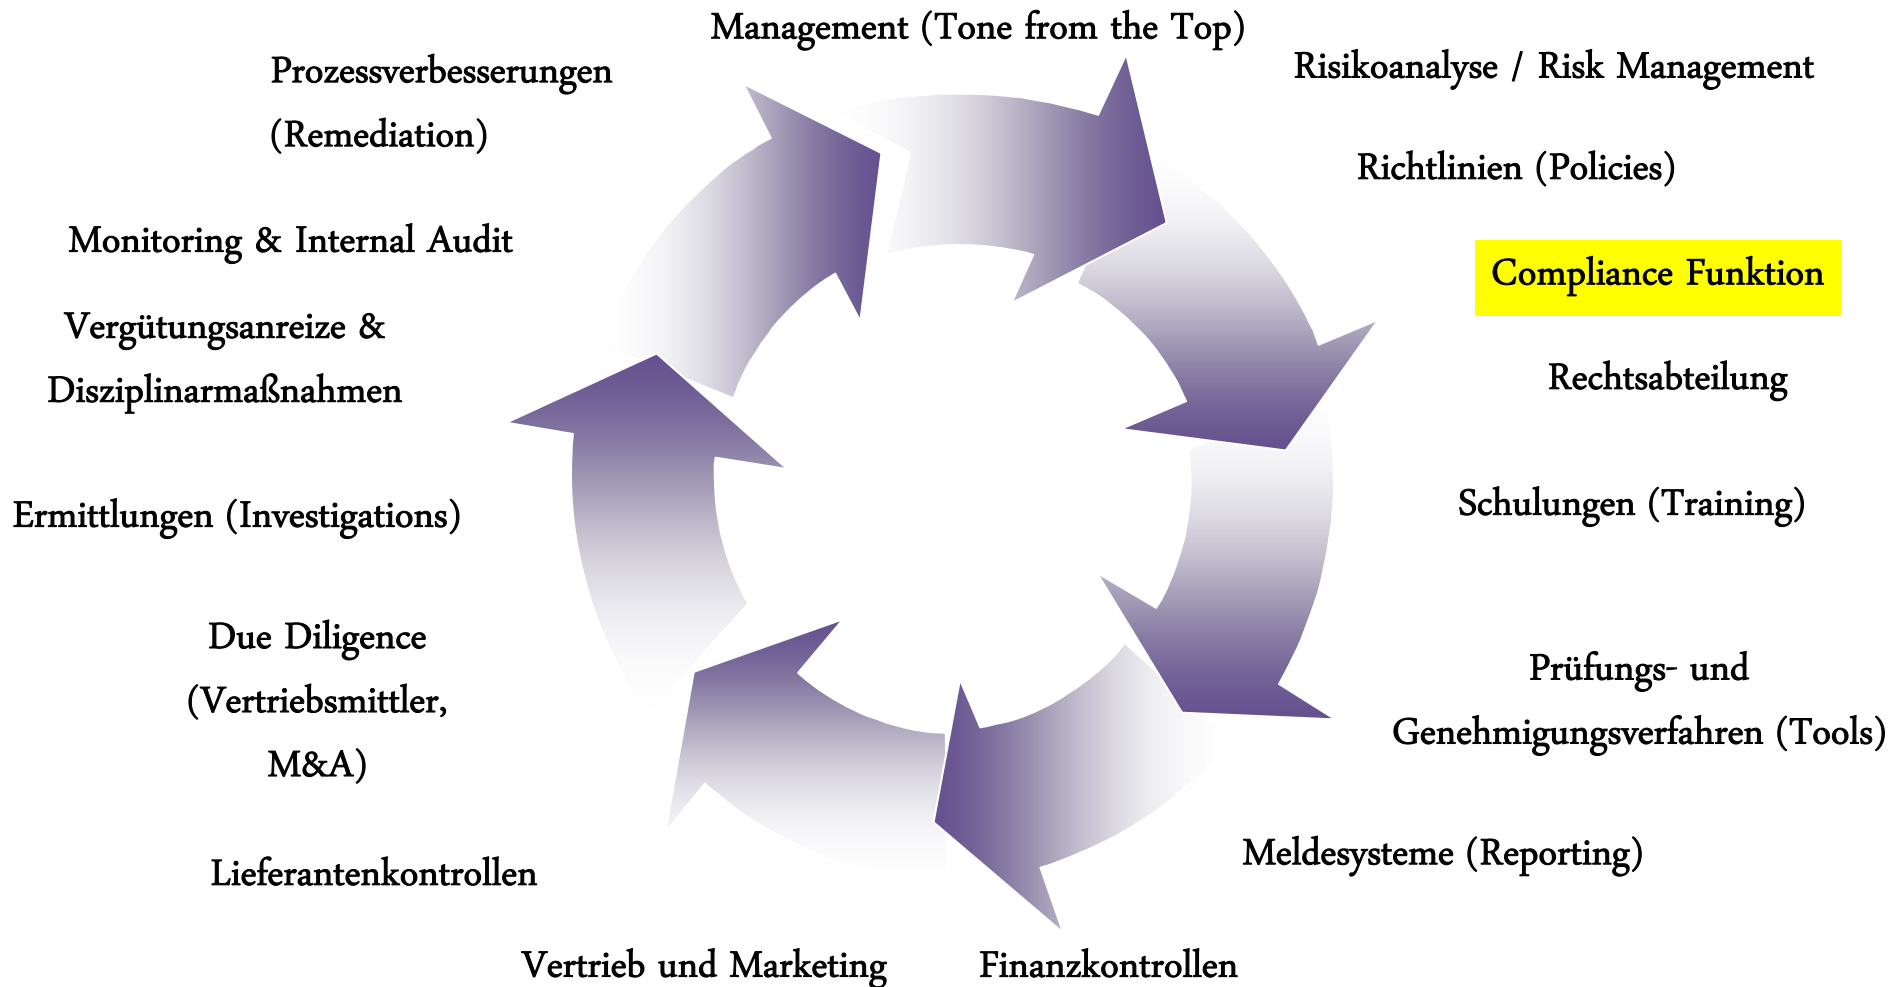 Management (Tone from the Top)
Risikoanalyse / Risk Management
Richtlinien (Policies)
Compliance Funktion
Rechtsabteilung
Schulungen (Training)
Prüfungs- und
Genehmigungsverfahren (Tools)
Meldesysteme (Reporting)
Finanzkontrollen
Vertrieb und Marketing
Lieferantenkontrollen
Due Diligence
(Vertriebsmittler,
M&A)
Ermittlungen (Investigations)
Vergütungsanreize &
Disziplinarmaßnahmen
Monitoring & Internal Audit
Prozessverbesserungen
(Remediation)